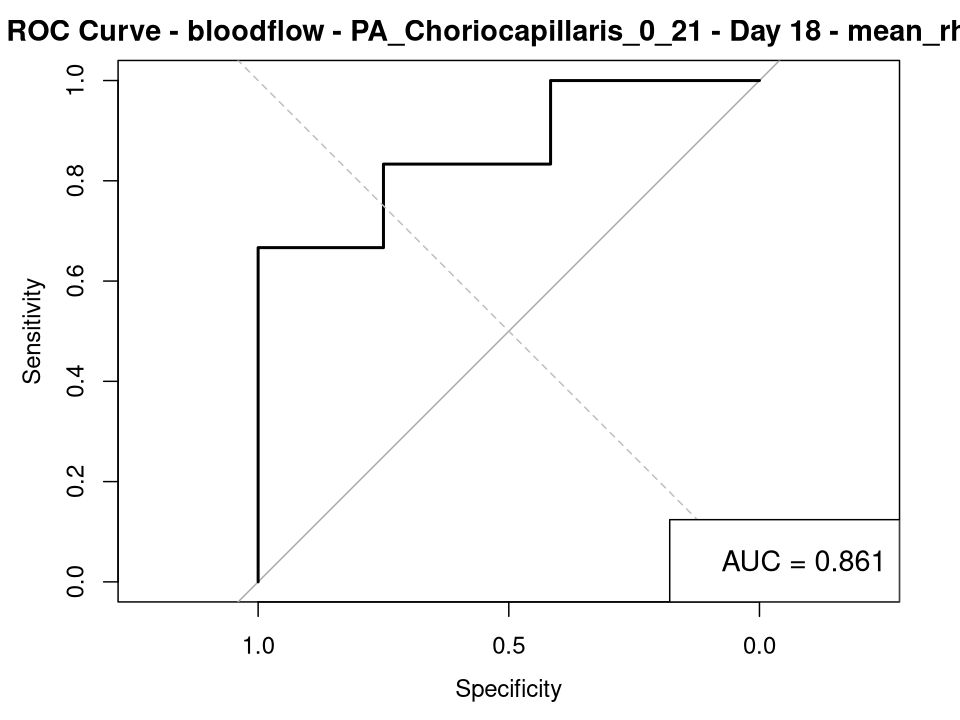 ROC Curve - bloodflow - PA_Choriocapillaris_0_21 - Day 18 - mean_rh
1.0
0.8
0.6
0.4
0.2
0.0
Sensitivity
AUC = 0.861
1.0 0.5 0.0
Specificity